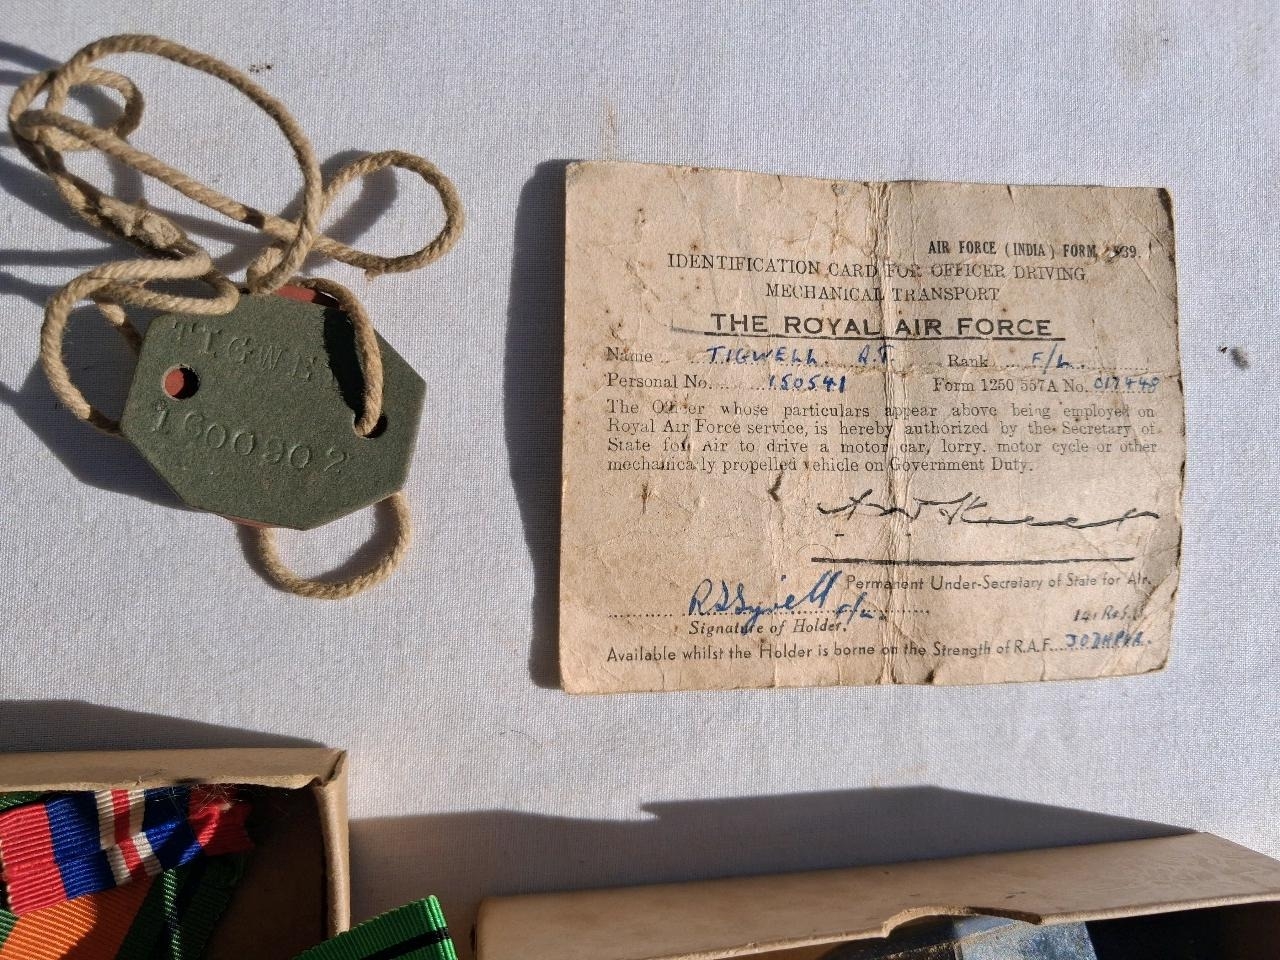 1800902
AIR FORCE (INDIA) FORM
IDENTIFICATION CARD FOR OFFICER DRIVING
MECHANICAL TRANSPORT
THE ROYAL AIR FORCE
Name TIGWELL R.J. Rank F/L.
Personal No. 150541 Form 1250 557A No. 017448
The Officer whose particulars appear above being employed on
Royal Air Force service, is hereby authorized by the Secretary of
State for Air to drive a motor car, lorry, motor cycle or other
mechanically propelled vehicle on Government Duty.
Permanent Under-Secretary of State for Air.
Signature of Holder.
Available whilst the Holder is borne on the Strength of R.A.F. JODHPUR.